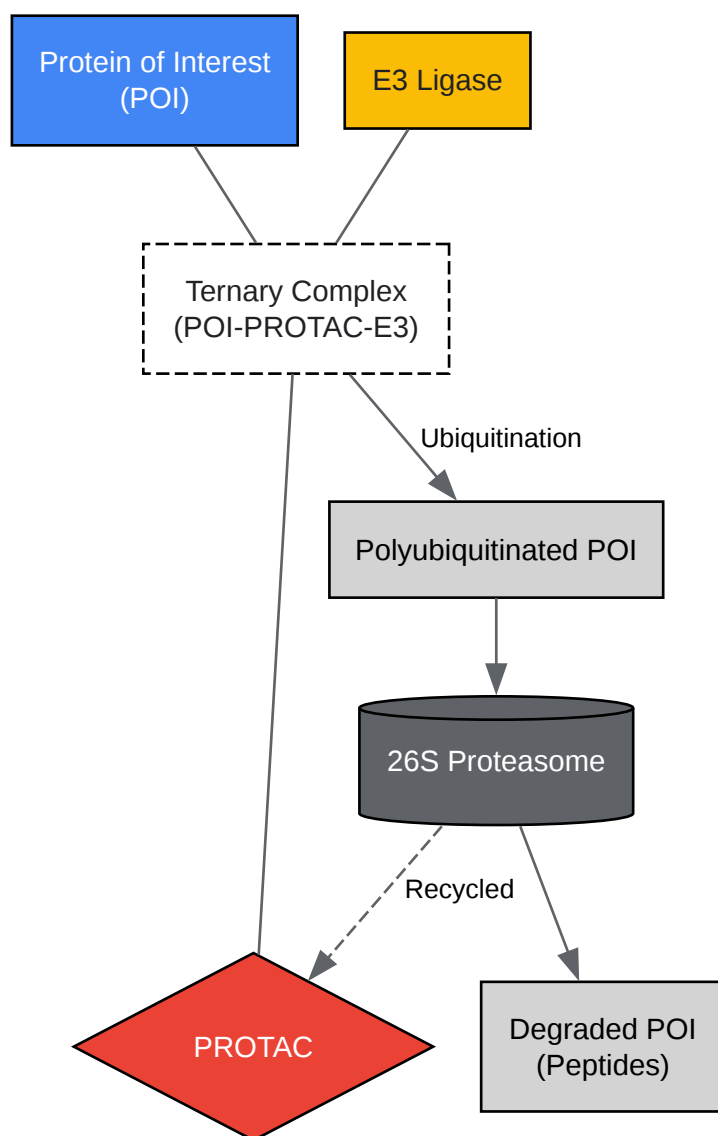 Protein of Interest
(POI)
E3 Ligase
Ternary Complex
(POI-PROTAC-E3)
Ubiquitination
Polyubiquitinated POI
26S Proteasome
Recycled
PROTAC
Degraded POI
(Peptides)